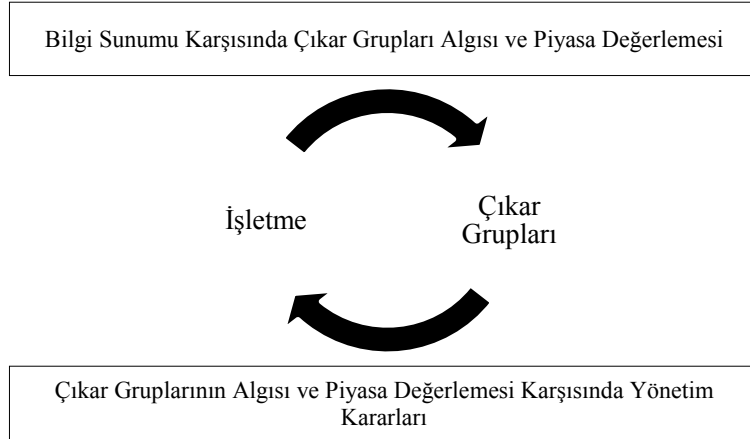 Bilgi Sunumu Karşısında Çıkar Grupları Algısı ve Piyasa Değerlemesi
İşletme
Çıkar
Grupları
Çıkar Gruplarının Algısı ve Piyasa Değerlemesi Karşısında Yönetim
Kararları